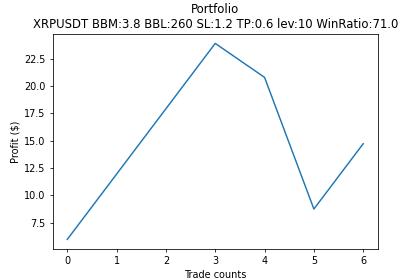 Portfolio
XRPUSDT BBM:3.8 BBL:260 SL:1.2 TP:0.6 lev:10 WinRatio:71.0
22.5
20.0
17.5
15.0
12.5
10.0
7.5
Profit ($)
0 1 2 3 4 5 6
Trade counts